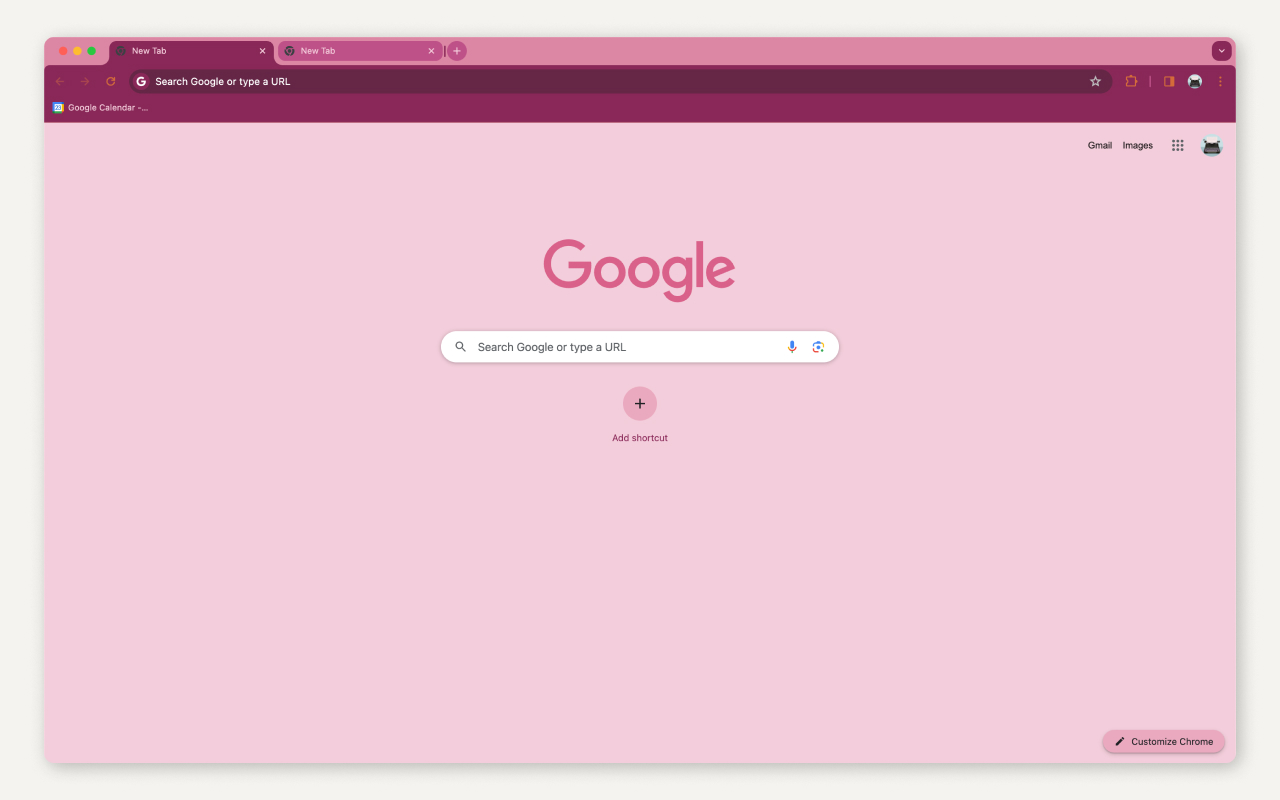 New Tab
New Tab
Search Google or type a URL
Google Calendar -...
Gmail
Images
Google
Search Google or type a URL
Add shortcut
Customize Chrome